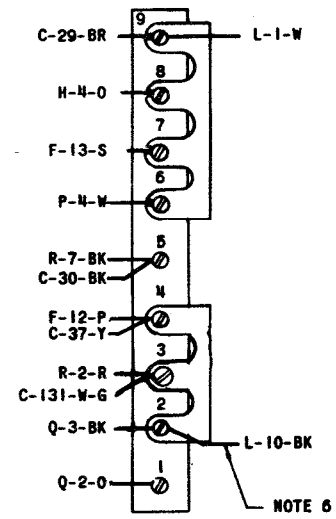 9
C-29-BR L-1-W
8
H-4-O
7
F-13-S
6
P-4-W
5
R-7-BK
C-30-BK
4
F-12-P
C-37-Y
3
R-2-R
C-131-W-G
2
Q-3-BK
L-10-BK
1
Q-2-O
NOTE 6